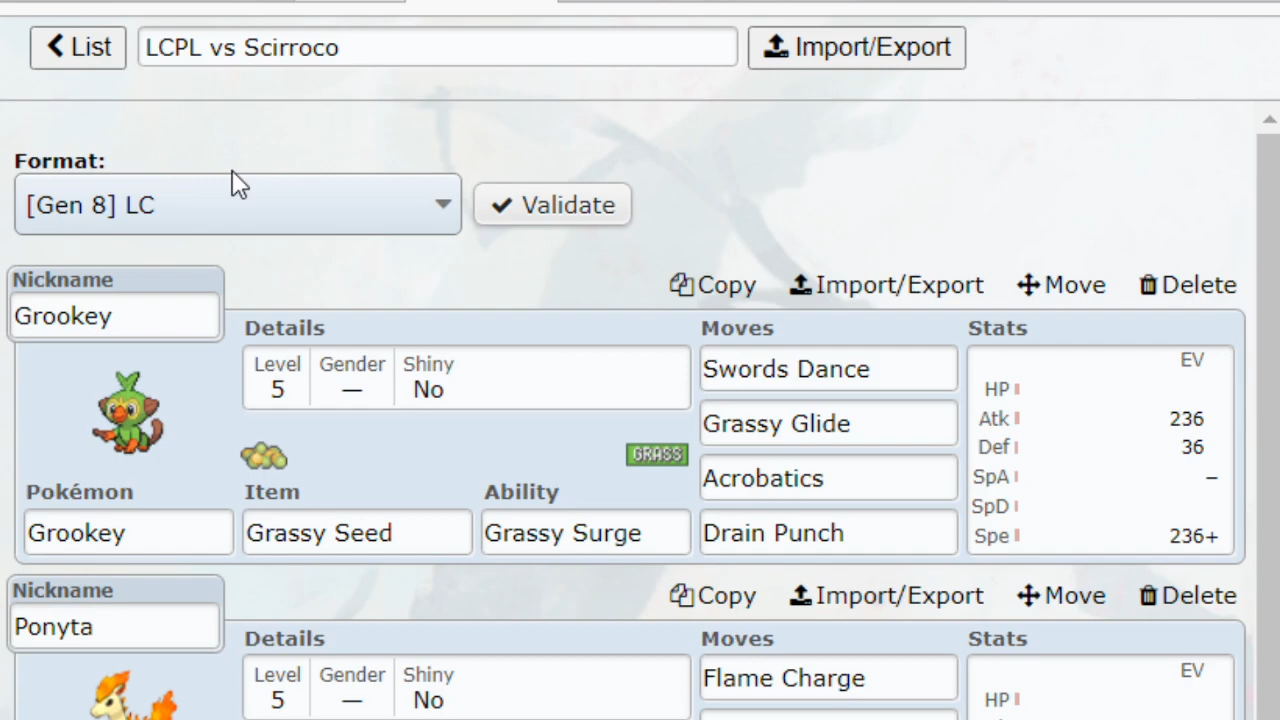 List
LCPL vs Scirroco
Import/Export
Format:
[Gen 8] LC
Validate
Nickname
Grookey
Copy
Import/Export
Move
Delete
Details
Level
Gender
Shiny
5
—
No
GRASS
Pokémon
Grookey
Item
Grassy Seed
Ability
Grassy Surge
Moves
Swords Dance
Grassy Glide
Acrobatics
Drain Punch
Stats
EV
HP
Atk 236
Def 36
SpA –
SpD
Spe 236+
Nickname
Ponyta
Copy
Import/Export
Move
Delete
Details
Level
Gender
Shiny
5
—
No
Moves
Flame Charge
Stats
EV
HP